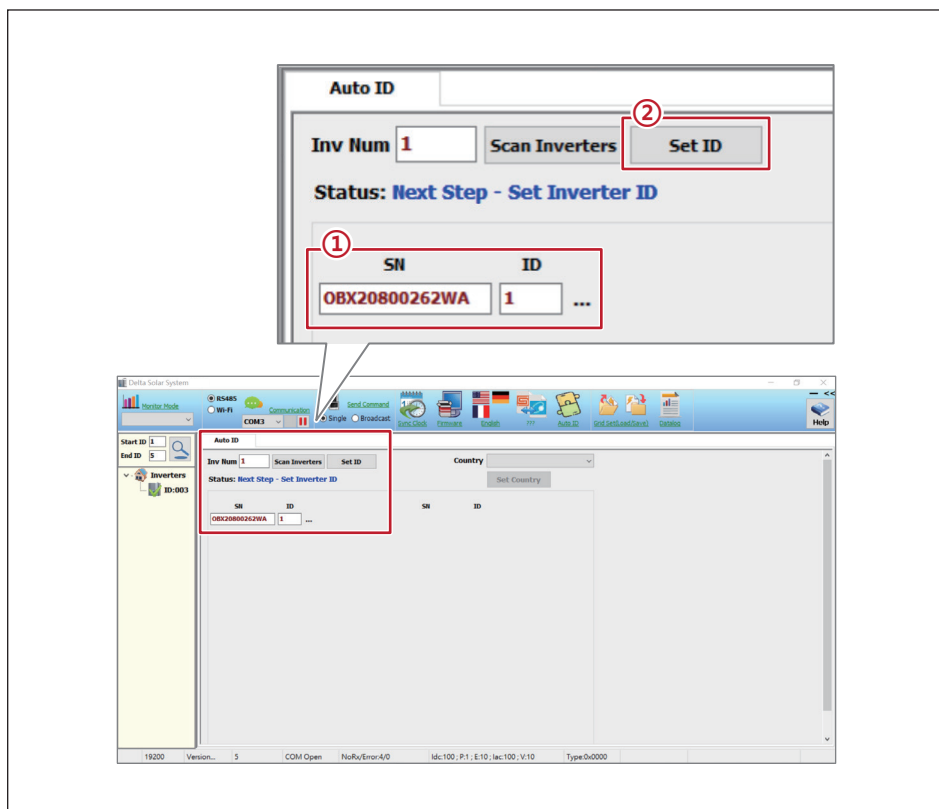 Auto ID
②
Inv Num 1 Scan Inverters Set ID
Status: Next Step - Set Inverter ID
①
SN ID
OBX20800262WA 1 ...
Delta Solar System
Monitor Mode
RS485
Wi-Fi
COM3
Communication
Send Command
Single Broadcast
Sync Clock
Firmware
English
Auto ID
Grid Set(Load/Save)
Datalog
<<
Help
Start ID 1
End ID 5
Inverters
ID:003
Auto ID
Inv Num 1 Scan Inverters Set ID
Country
Status: Next Step - Set Inverter ID
Set Country
SN ID SN ID
OBX20800262WA 1 ...
19200 Version... 5 COM Open NoRx/Error:4/0 Idc:100 ; P:1 ; E:10 ; Iac:100 ; V:10 Type:0x0000